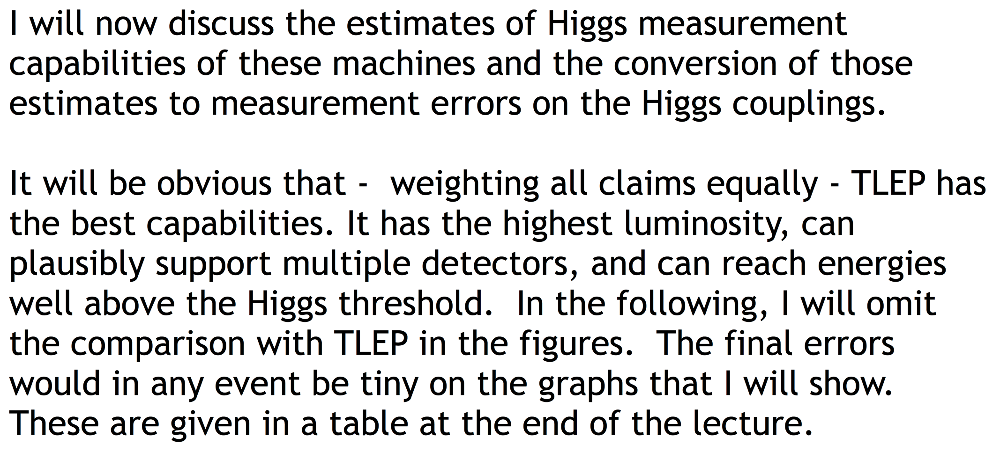 I will now discuss the estimates of Higgs measurement
capabilities of these machines and the conversion of those
estimates to measurement errors on the Higgs couplings.
It will be obvious that -  weighting all claims equally - TLEP has
the best capabilities. It has the highest luminosity, can
plausibly support multiple detectors, and can reach energies
well above the Higgs threshold.  In the following, I will omit
the comparison with TLEP in the figures.  The final errors
would in any event be tiny on the graphs that I will show.
These are given in a table at the end of the lecture.